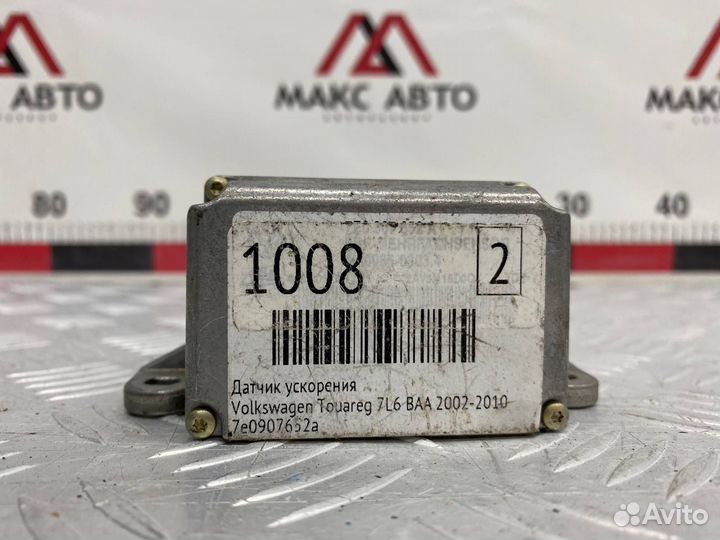 МАКС АВТО
МАКС АВТО
МАКС АВТО
80 90 30 40
1008
2
Датчик ускорения
Volkswagen Touareg 7L6 BAA 2002-2010
7e0907652a
Avito